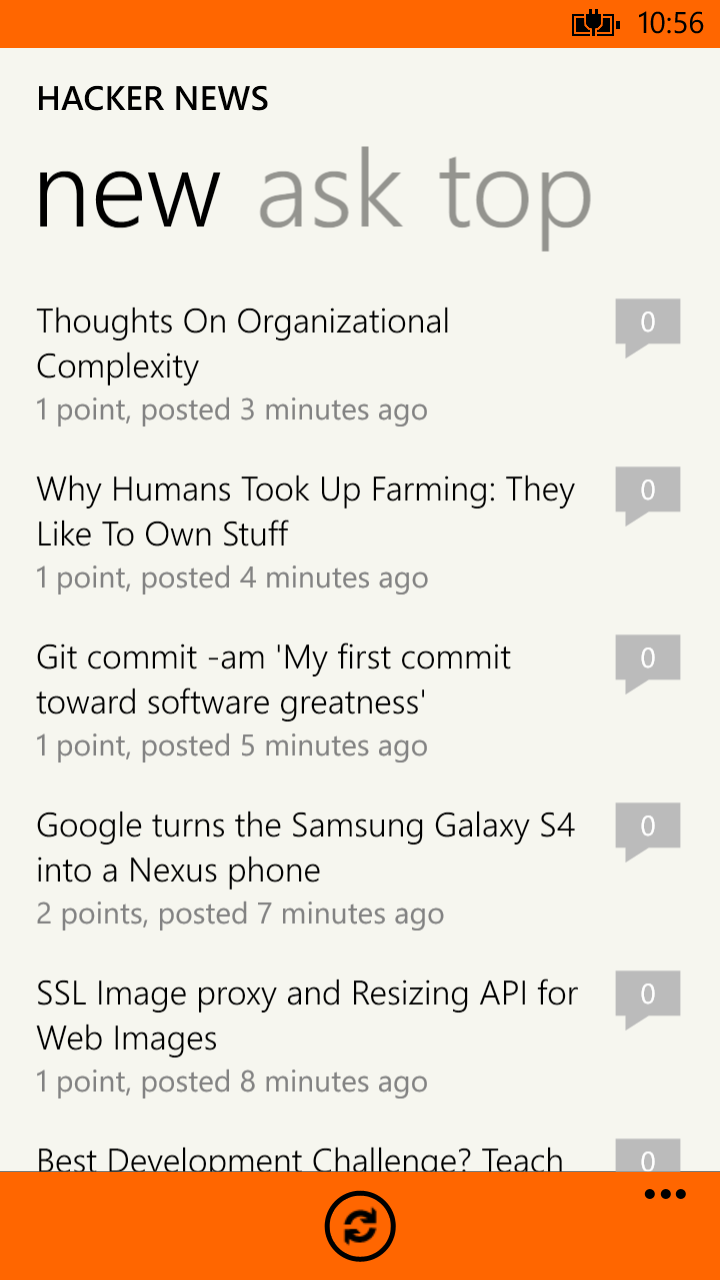 10:56
HACKER NEWS
new ask top
Thoughts On Organizational
0
Complexity
1 point, posted 3 minutes ago
Why Humans Took Up Farming: They
0
Like To Own Stuff
1 point, posted 4 minutes ago
Git commit -am 'My first commit
0
toward software greatness'
1 point, posted 5 minutes ago
Google turns the Samsung Galaxy S4
0
into a Nexus phone
2 points, posted 7 minutes ago
SSL Image proxy and Resizing API for
0
Web Images
1 point, posted 8 minutes ago
Best Development Challenge? Teach
0